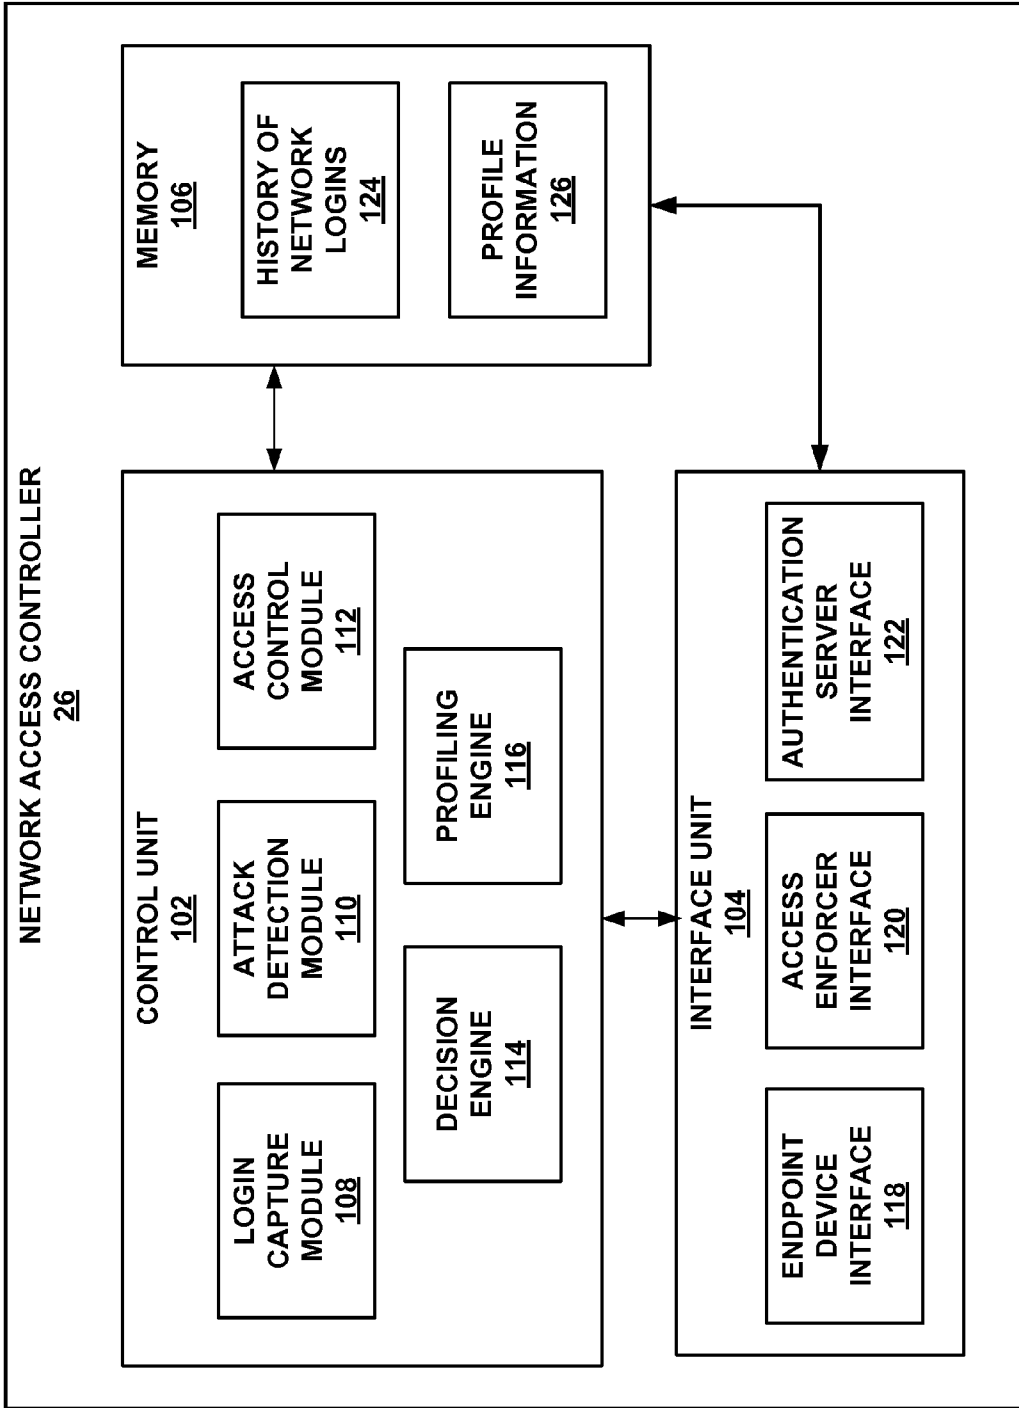 NETWORK ACCESS CONTROLLER
26
CONTROL UNIT
102
LOGIN
CAPTURE
MODULE
108
ATTACK
DETECTION
MODULE
110
ACCESS
CONTROL
MODULE
112
DECISION
ENGINE
114
PROFILING
ENGINE
116
MEMORY
106
HISTORY OF
NETWORK
LOGINS
124
PROFILE
INFORMATION
126
INTERFACE UNIT
104
ENDPOINT
DEVICE
INTERFACE
118
ACCESS
ENFORCER
INTERFACE
120
AUTHENTICATION
SERVER
INTERFACE
122